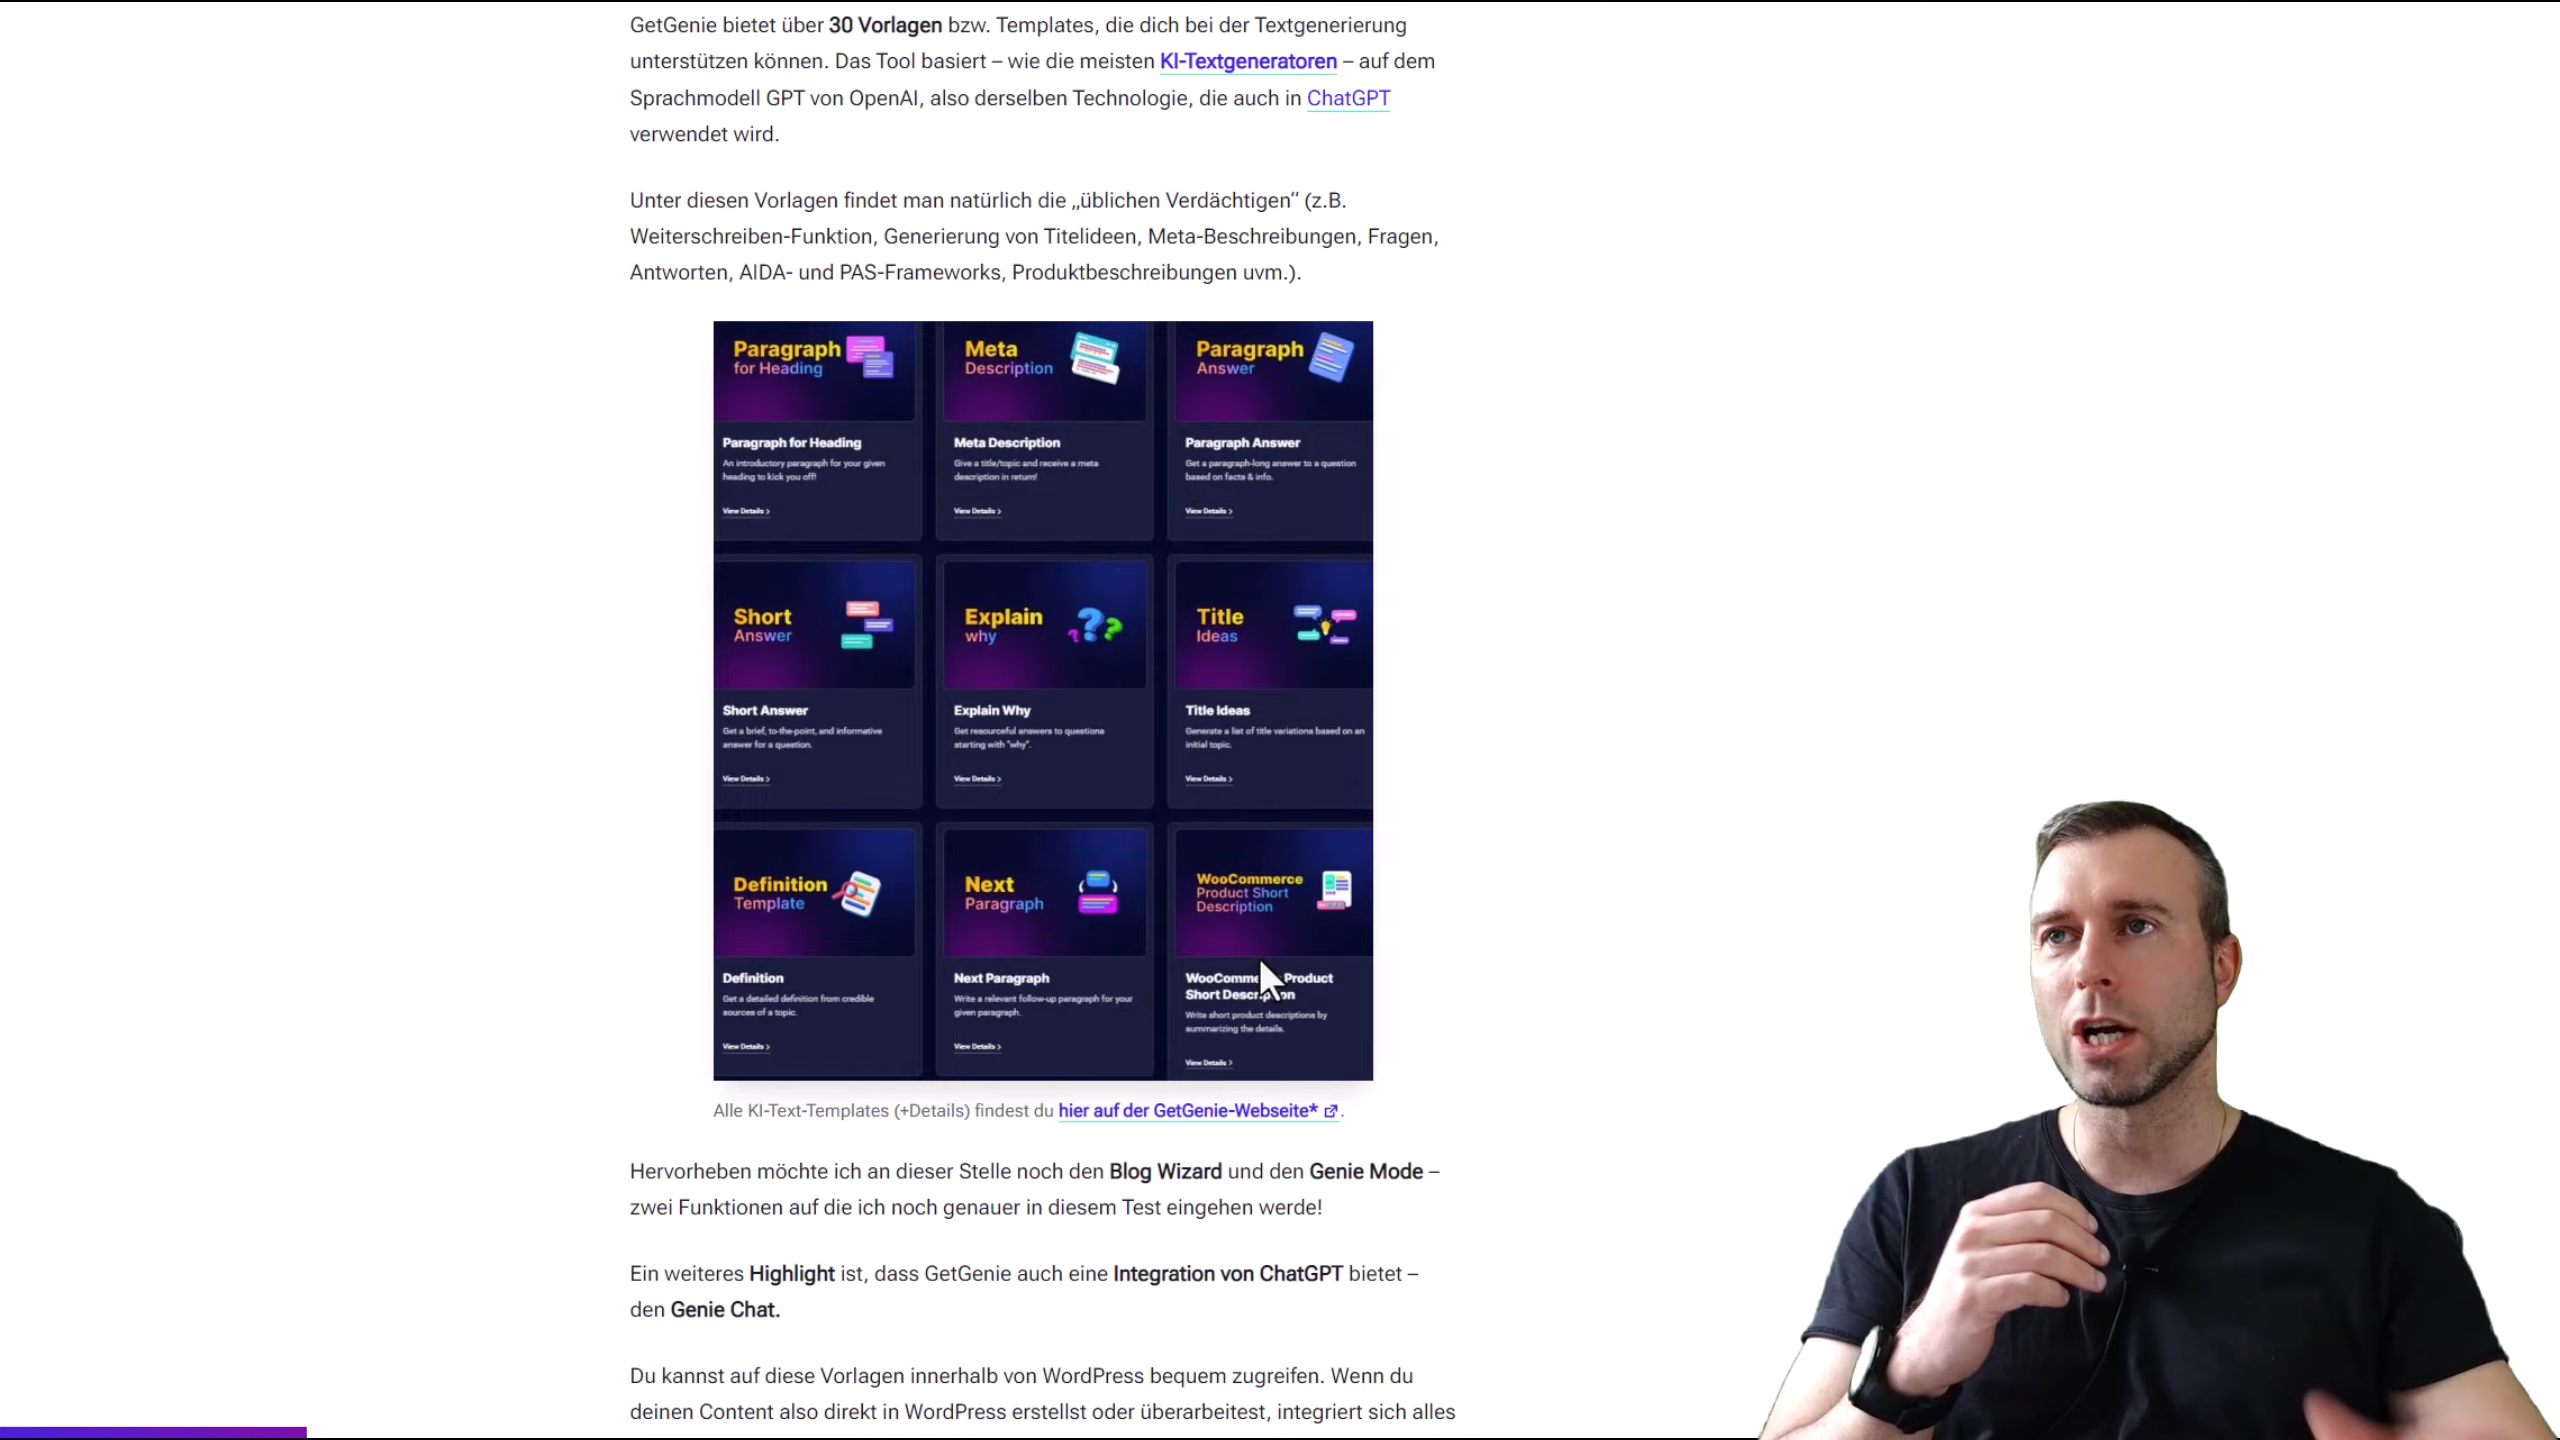 GetGenie bietet über 30 Vorlagen bzw. Templates, die dich bei der Textgenerierung
unterstützen können. Das Tool basiert – wie die meisten KI-Textgeneratoren – auf dem
Sprachmodell GPT von OpenAI, also derselben Technologie, die auch in ChatGPT
verwendet wird.
Unter diesen Vorlagen findet man natürlich die „üblichen Verdächtigen“ (z.B.
Weiterschreiben-Funktion, Generierung von Titelideen, Meta-Beschreibungen, Fragen,
Antworten, AIDA- und PAS-Frameworks, Produktbeschreibungen uvm.).
Paragraph
for Heading
Paragraph for Heading
An introductory paragraph for your given
heading to kick you off!
View Details >
Meta
Description
Meta Description
Give a title/topic and receive a meta
description in return!
View Details >
Paragraph
Answer
Paragraph Answer
Get a paragraph-long answer to a question
based on facts & info.
View Details >
Short
Answer
Short Answer
Get a brief, to-the-point, and informative
answer for a question.
View Details >
Explain
why
Explain Why
Get resourceful answers to questions
starting with "why".
View Details >
Title
Ideas
Title Ideas
Generate a list of title variations based on an
initial topic.
View Details >
Definition
Template
Definition
Get a detailed definition from credible
sources of a topic.
View Details >
Next
Paragraph
Next Paragraph
Write a relevant follow-up paragraph for your
given paragraph.
View Details >
WooCommerce
Product Short
Description
WooCommerce Product
Short Description
Write short product descriptions by
summarizing the details.
View Details >
Alle KI-Text-Templates (+Details) findest du hier auf der GetGenie-Webseite* .
Hervorheben möchte ich an dieser Stelle noch den Blog Wizard und den Genie Mode –
zwei Funktionen auf die ich noch genauer in diesem Test eingehen werde!
Ein weiteres Highlight ist, dass GetGenie auch eine Integration von ChatGPT bietet –
den Genie Chat.
Du kannst auf diese Vorlagen innerhalb von WordPress bequem zugreifen. Wenn du
deinen Content also direkt in WordPress erstellst oder überarbeitest, integriert sich alles